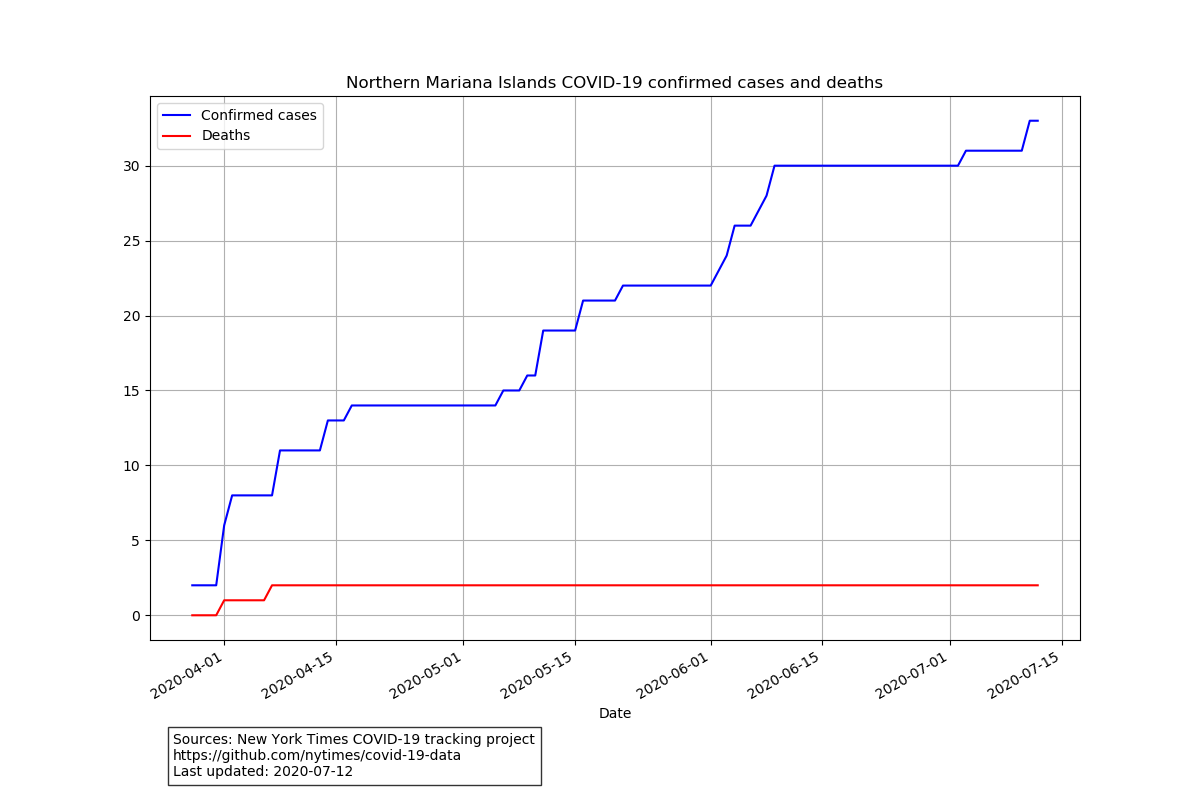 Northern Mariana Islands COVID-19 confirmed cases and deaths
Confirmed cases
Deaths
30
25
20
15
10
5
0
2020-04-01
2020-04-15
2020-05-01
2020-05-15
2020-06-01
2020-06-15
2020-07-01
2020-07-15
Date
Sources: New York Times COVID-19 tracking project
https://github.com/nytimes/covid-19-data
Last updated: 2020-07-12